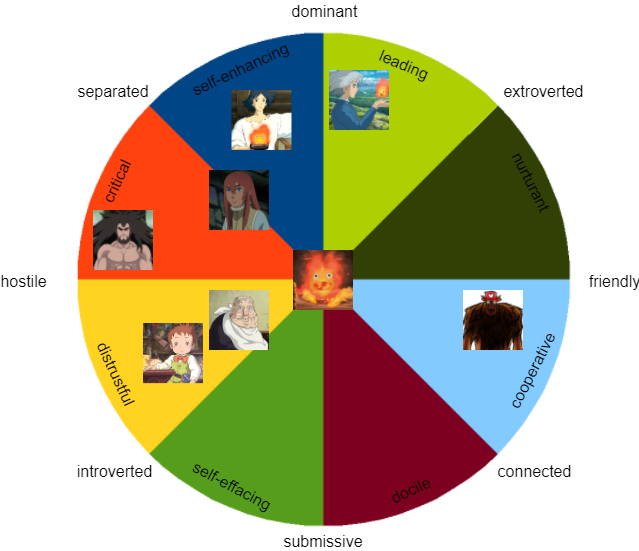 dominant
self-enhancing
leading
separated
extroverted
critical
nurturant
hostile
friendly
distrustful
cooperative
introverted
self-effacing
docile
connected
submissive